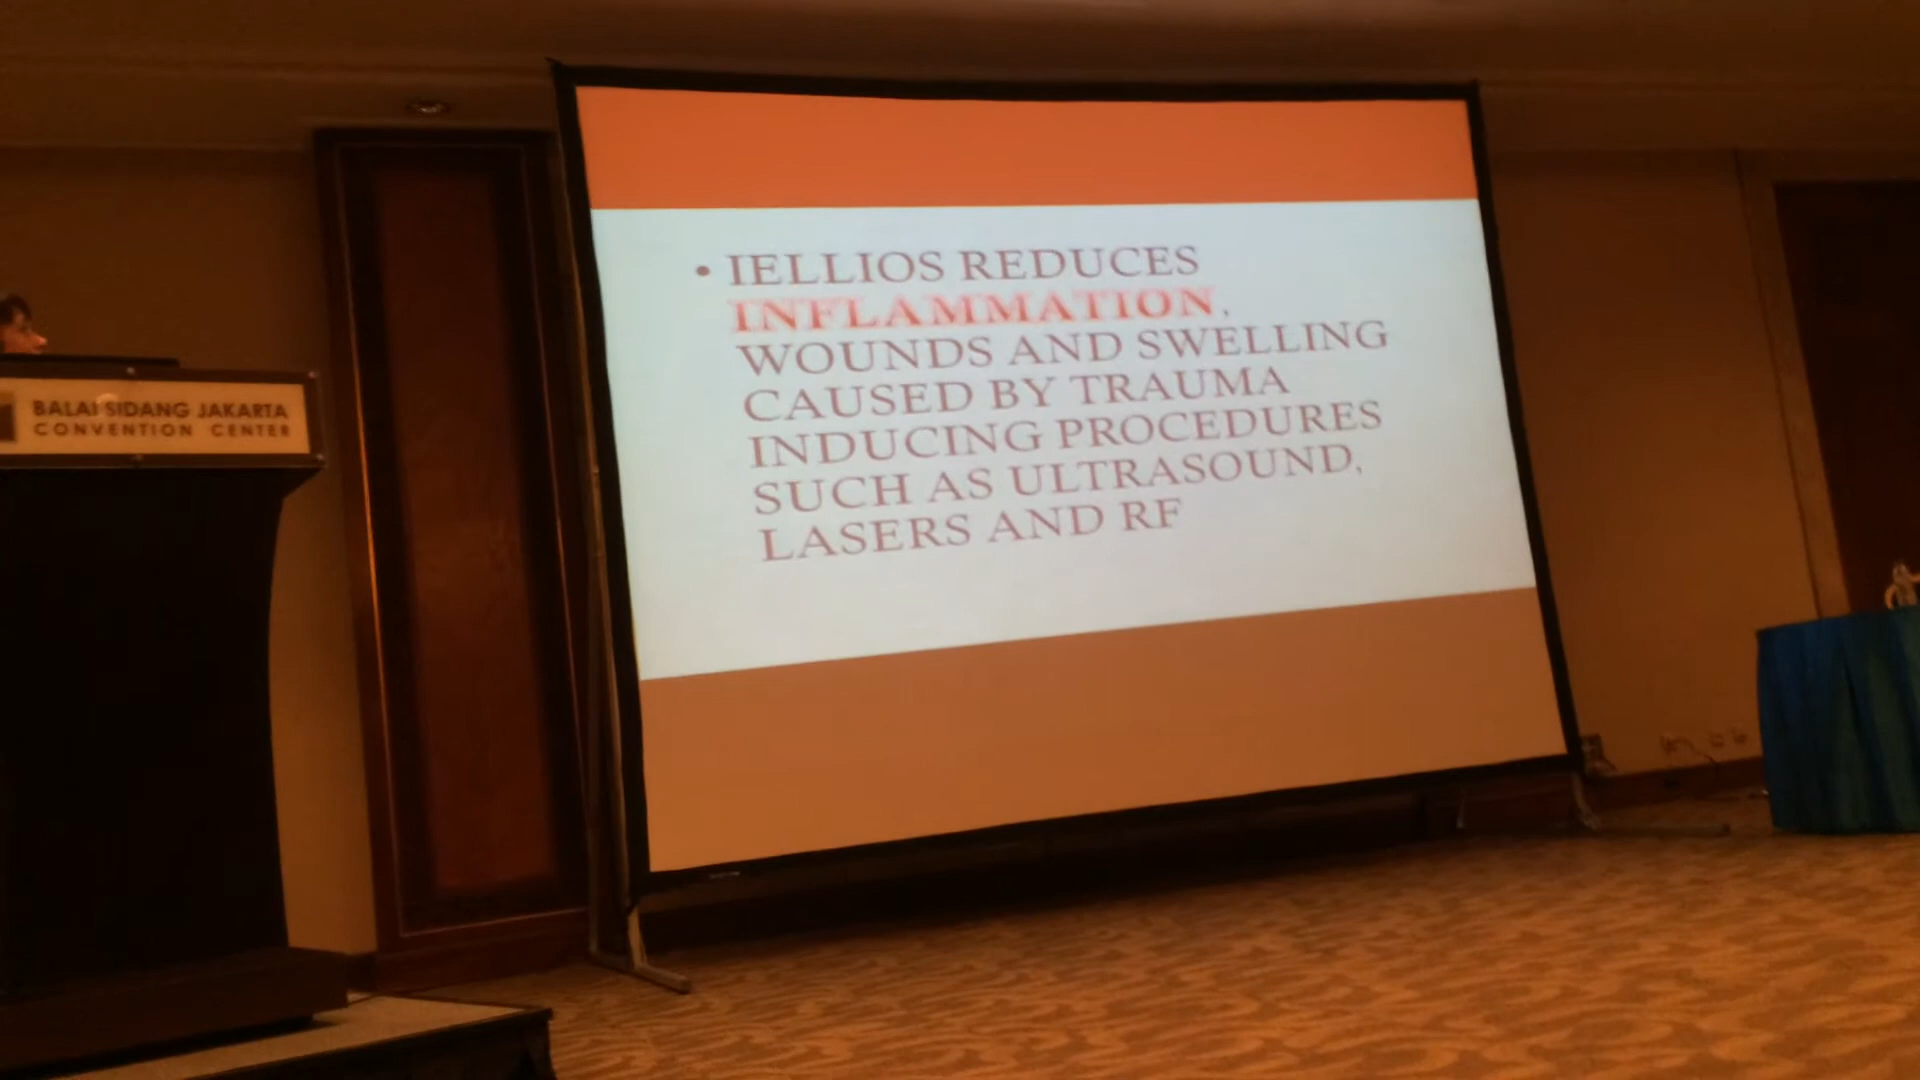 • IELLIOS REDUCES
INFLAMMATION,
WOUNDS AND SWELLING
CAUSED BY TRAUMA
INDUCING PROCEDURES
SUCH AS ULTRASOUND,
LASERS AND RF
BALAI SIDANG JAKARTA
CONVENTION CENTER